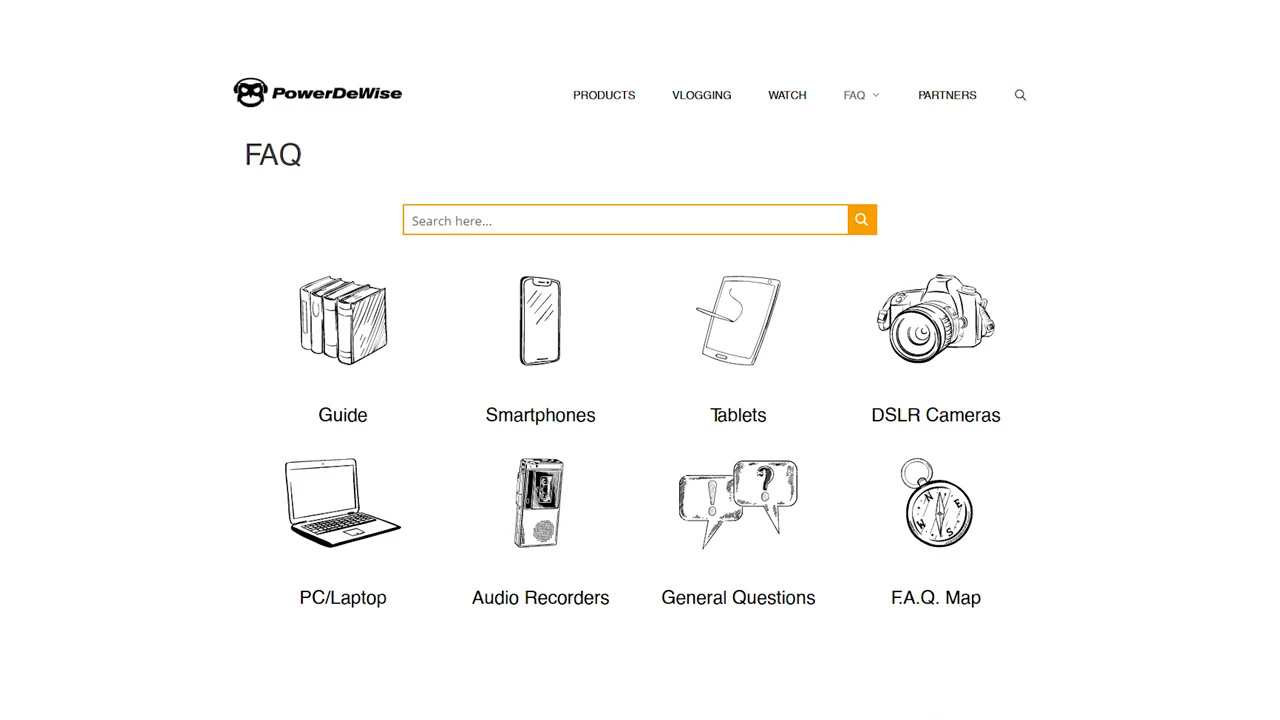 PowerDeWise
PRODUCTS VLOGGING WATCH FAQ PARTNERS
FAQ
Search here...
Guide Smartphones Tablets DSLR Cameras
N E W S
PC/Laptop Audio Recorders General Questions F.A.Q. Map